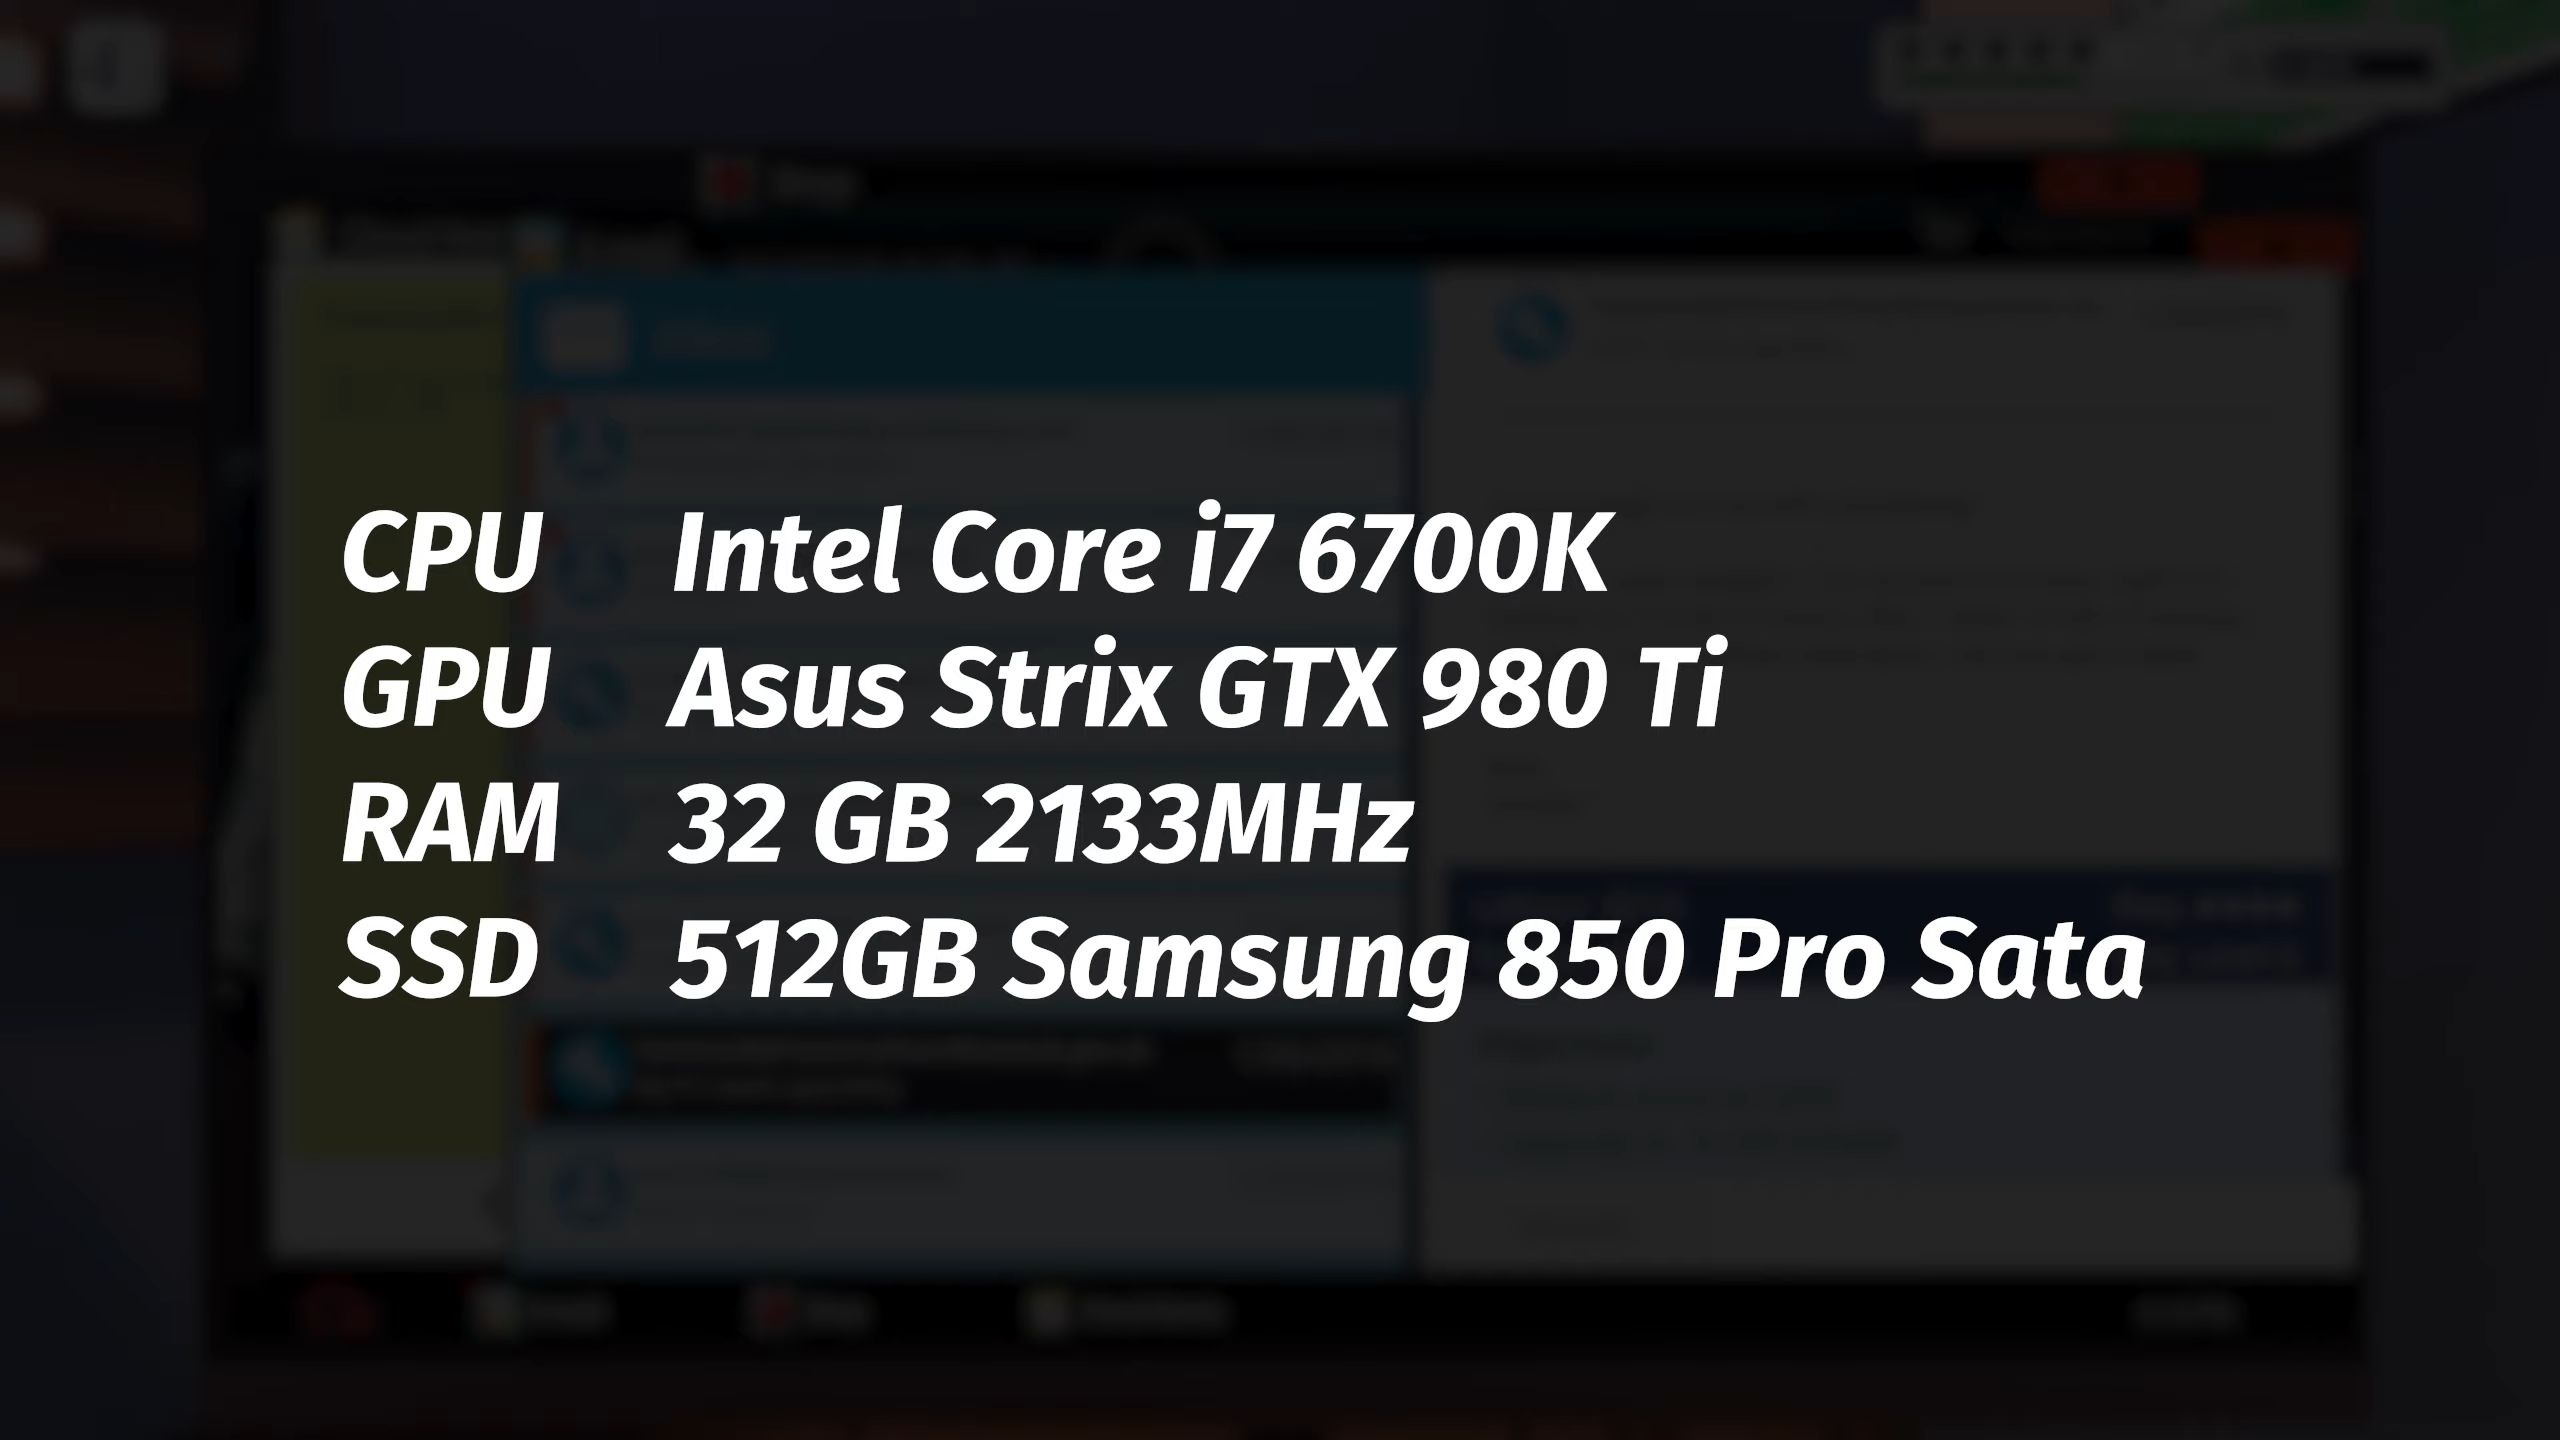 CPU Intel Core i7 6700K
GPU Asus Strix GTX 980 Ti
RAM 32 GB 2133MHz
SSD 512GB Samsung 850 Pro Sata